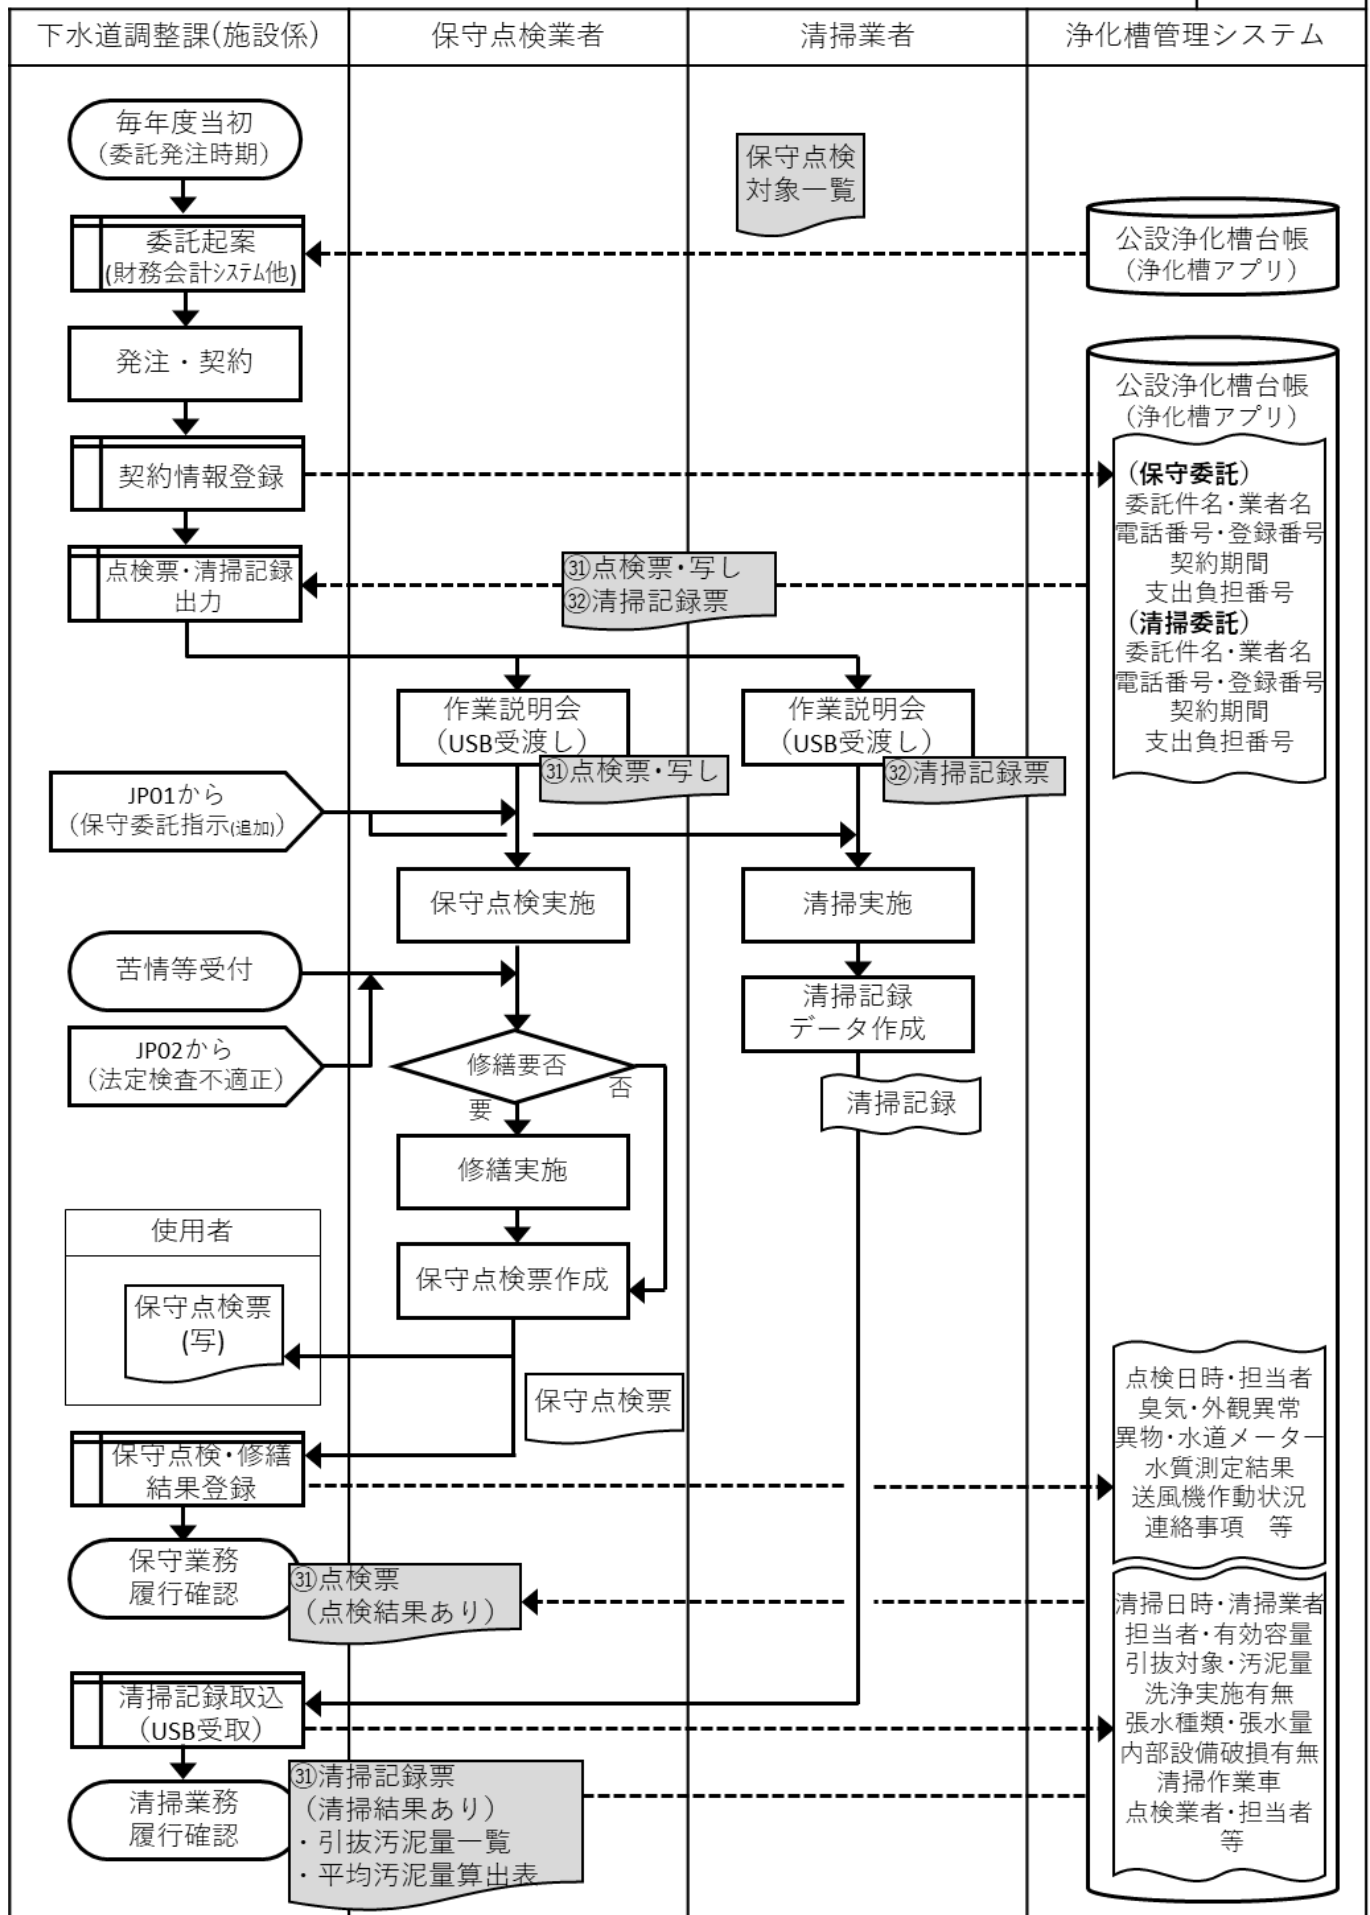 下水道調整課(施設係)
保守点検業者
清掃業者
浄化槽管理システム
毎年度当初
(委託発注時期)
保守点検
対象一覧
委託起案
(財務会計ｼｽﾃﾑ他)
公設浄化槽台帳
(浄化槽アプリ)
発注・契約
公設浄化槽台帳
(浄化槽アプリ)
契約情報登録
(保守委託)
委託件名・業者名
電話番号・登録番号
契約期間
支出負担番号
(清掃委託)
委託件名・業者名
電話番号・登録番号
契約期間
支出負担番号
点検票・清掃記録
出力
㉛点検票・写し
㉜清掃記録票
作業説明会
(USB受渡し)
㉛点検票・写し
作業説明会
(USB受渡し)
㉜清掃記録票
JP01から
(保守委託指示(追加))
保守点検実施
清掃実施
苦情等受付
清掃記録
データ作成
JP02から
(法定検査不適正)
修繕要否
否
要
清掃記録
修繕実施
使用者
保守点検票
(写)
保守点検票作成
保守点検票
点検日時・担当者
臭気・外観異常
異物・水道メーター
水質測定結果
送風機作動状況
連絡事項　等
保守点検・修繕
結果登録
保守業務
履行確認
㉛点検票
(点検結果あり)
清掃日時・清掃業者
担当者・有効容量
引抜対象・汚泥量
洗浄実施有無
張水種類・張水量
内部設備破損有無
清掃作業車
点検業者・担当者
等
清掃記録取込
(USB受取)
清掃業務
履行確認
㉛清掃記録票
(清掃結果あり)
・引抜汚泥量一覧
・平均汚泥量算出表